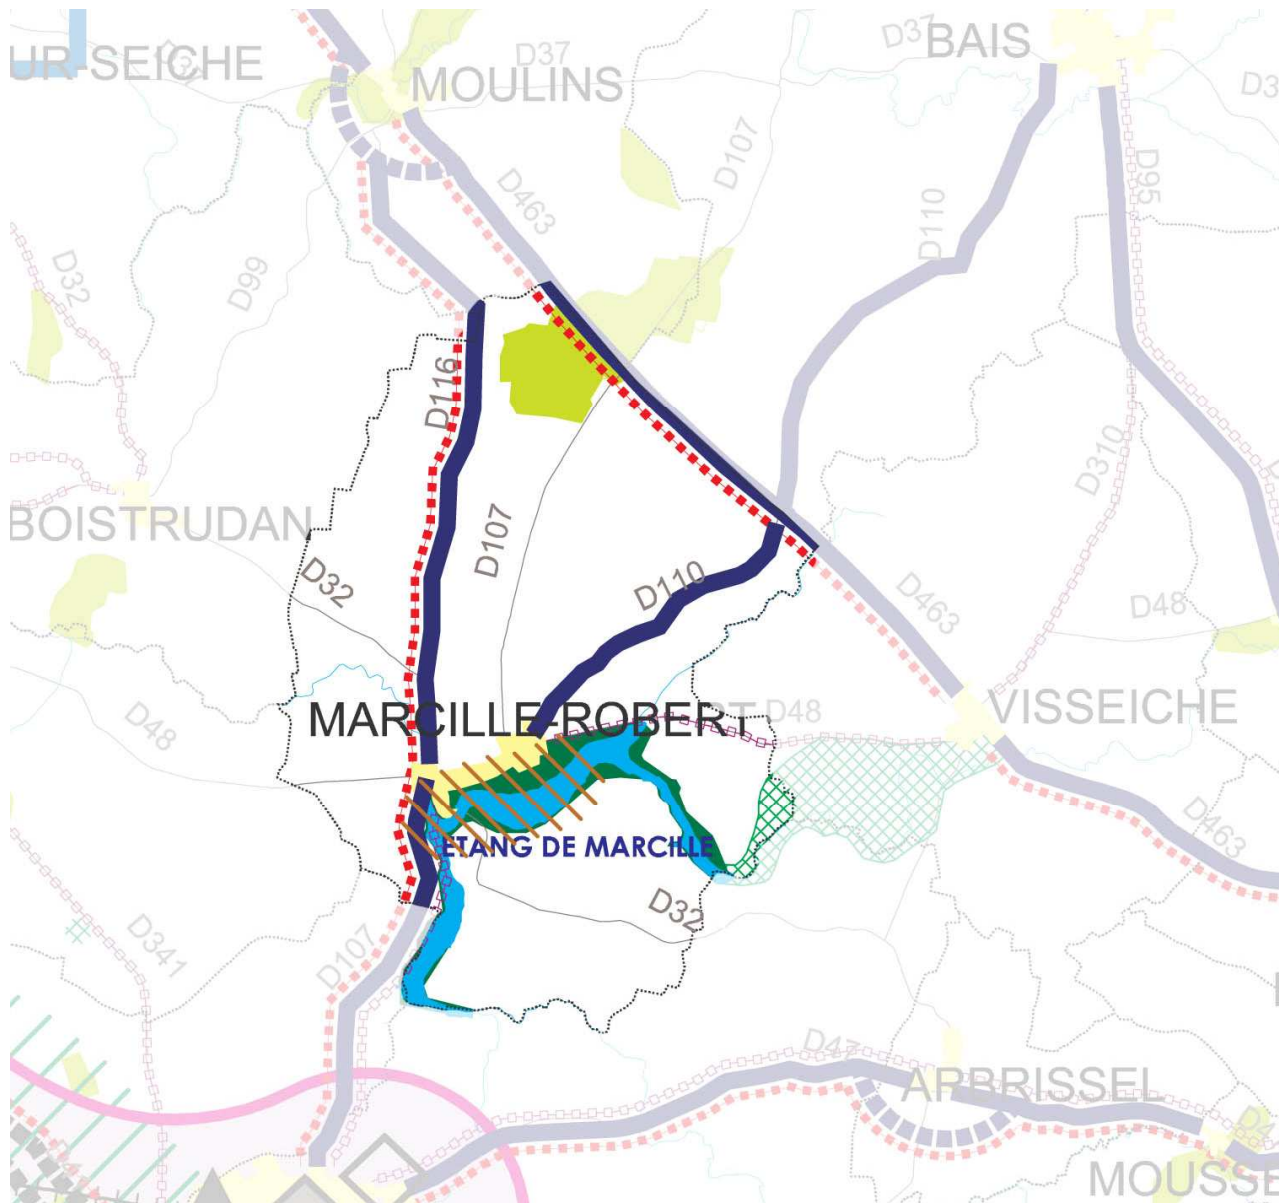 D37
BAIS
UR-SEICHE
D37
MOULINS
D107
D95
D463
D110
D32
D99
D116
D310
BOISTRUDAN
D107
D32
D110
D463
D48
MARCILLE-ROBERT
D48
VISSEICHE
D48
D463
ETANG DE MARCILLE
D32
D341
D107
D47
ARBRISSEL
MOUSSE